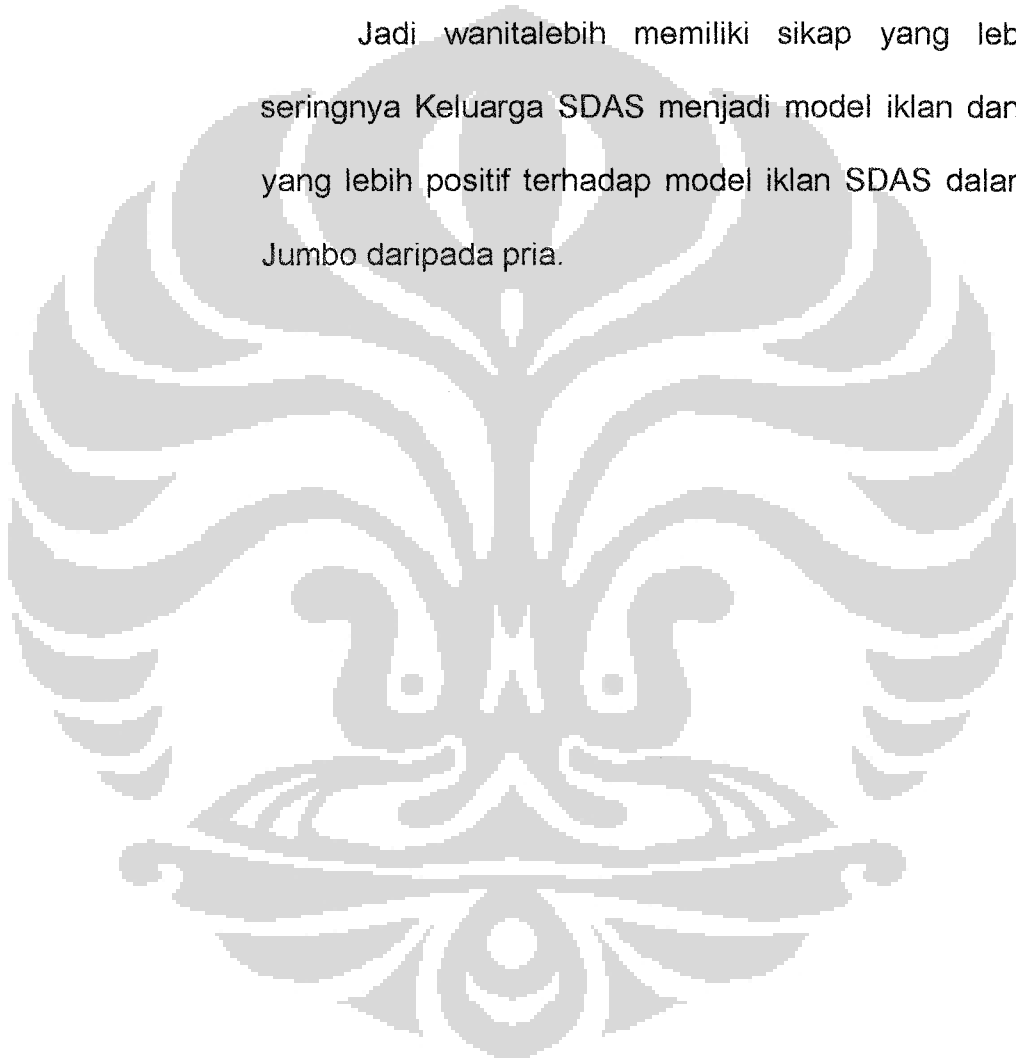 Jadi wanitalebih memiliki sikap yang leb
seringnya Keluarga SDAS menjadi model iklan dan
yang lebih positif terhadap model iklan SDAS dalam
Jumbo daripada pria.